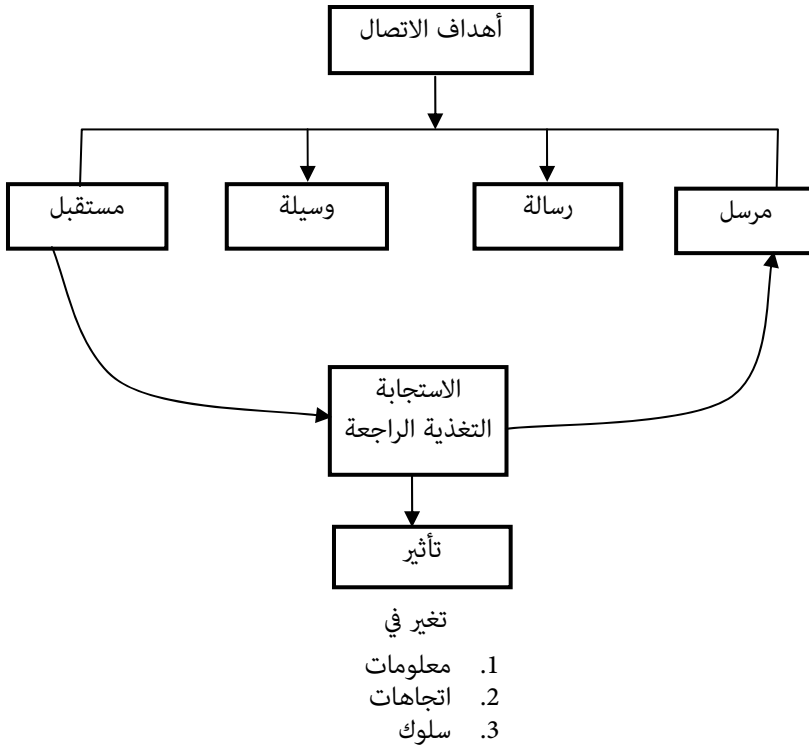 أهداف الاتصال
مرسل
رسالة
وسيلة
مستقبل
الاستجابة
التغذية الراجعة
تأثير
تغير في
1. معلومات
2. اتجاهات
3. سلوك